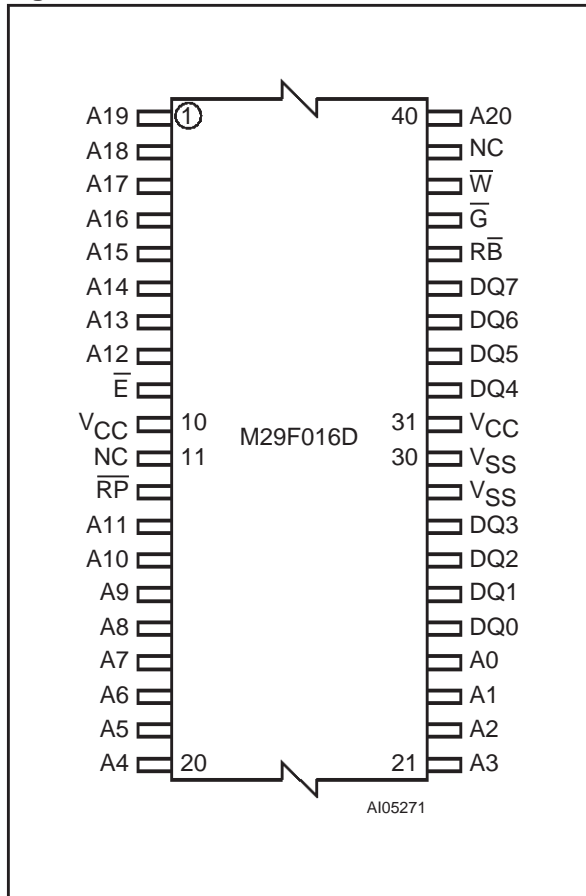 A19 1 40 A20
A18 NC
A17 W̅
A16 G̅
A15 RB̅
A14 DQ7
A13 DQ6
A12 DQ5
E̅ DQ4
VCC 10 31 VCC
NC 11 M29F016D 30 VSS
R̅P̅ VSS
A11 DQ3
A10 DQ2
A9 DQ1
A8 DQ0
A7 A0
A6 A1
A5 A2
A4 20 21 A3
AI05271